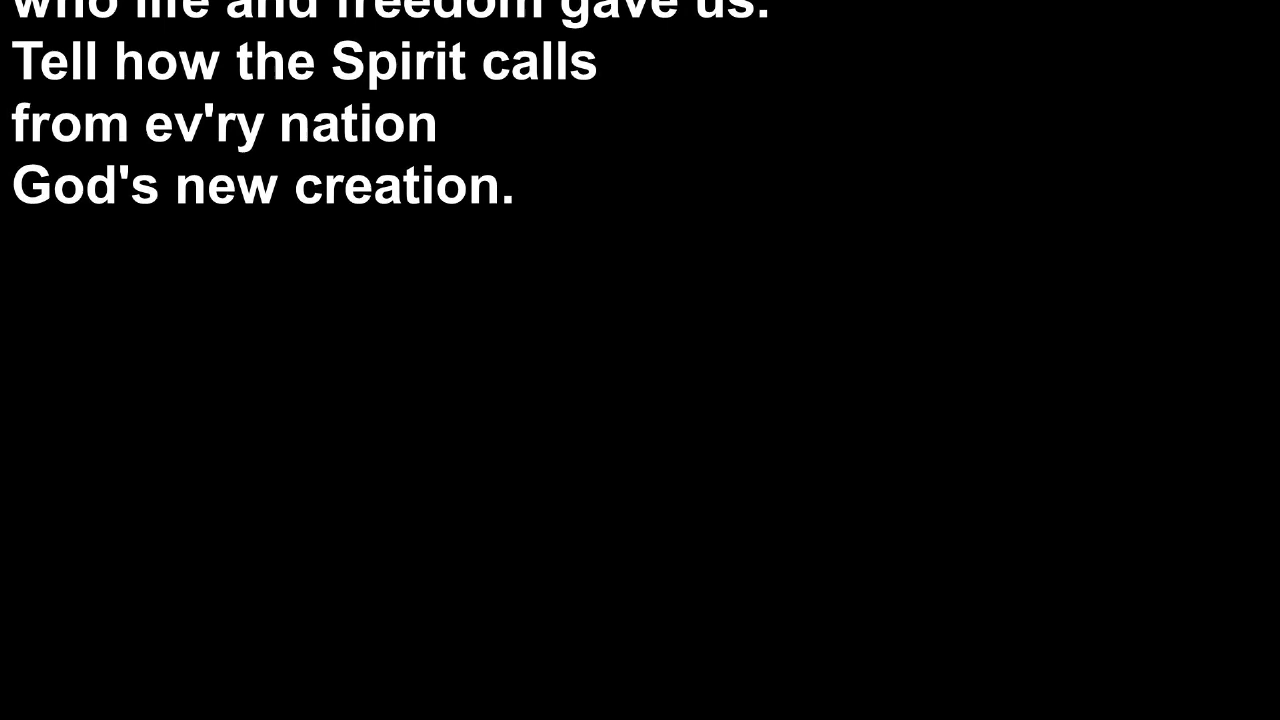 who life and freedom gave us.
Tell how the Spirit calls
from ev'ry nation
God's new creation.